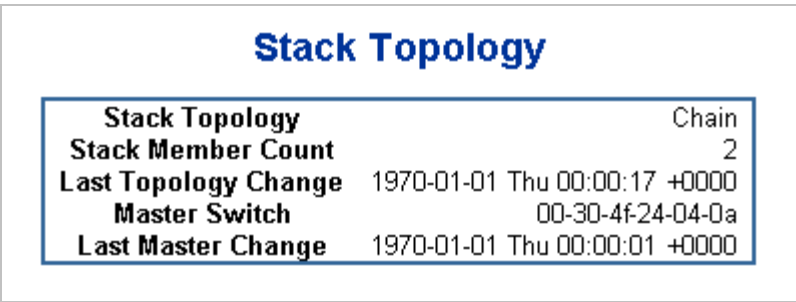 Stack Topology
Stack Topology Chain
Stack Member Count 2
Last Topology Change 1970-01-01 Thu 00:00:17 +0000
Master Switch 00-30-4f-24-04-0a
Last Master Change 1970-01-01 Thu 00:00:01 +0000